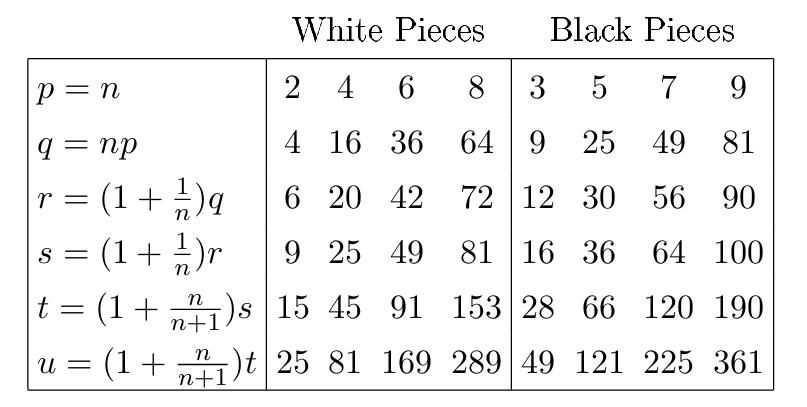 White Pieces Black Pieces
p = n 2 4 6 8 3 5 7 9
q = np 4 16 36 64 9 25 49 81
r = (1 + 1/n)q 6 20 42 72 12 30 56 90
s = (1 + 1/n)r 9 25 49 81 16 36 64 100
t = (1 + n/n+1)s 15 45 91 153 28 66 120 190
u = (1 + n/n+1)t 25 81 169 289 49 121 225 361